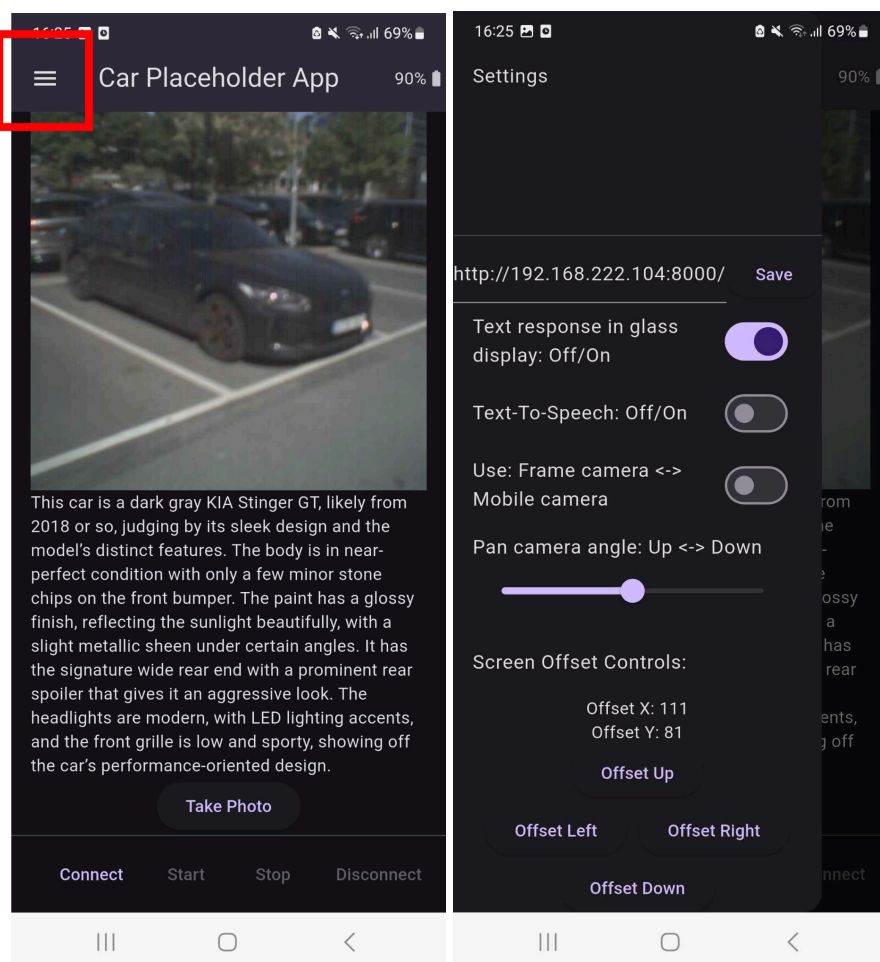 16:25
69%
Car Placeholder App
90%
This car is a dark gray KIA Stinger GT, likely from
2018 or so, judging by its sleek design and the
model's distinct features. The body is in near-
perfect condition with only a few minor stone
chips on the front bumper. The paint has a glossy
finish, reflecting the sunlight beautifully, with a
slight metallic sheen under certain angles. It has
the signature wide rear end with a prominent rear
spoiler that gives it an aggressive look. The
headlights are modern, with LED lighting accents,
and the front grille is low and sporty, showing off
the car's performance-oriented design.
Take Photo
Connect Start Stop Disconnect
16:25
69%
Settings
90%
http://192.168.222.104:8000/ Save
Text response in glass
display: Off/On
Text-To-Speech: Off/On
Use: Frame camera <->
Mobile camera
Pan camera angle: Up <-> Down
Screen Offset Controls:
Offset X: 111
Offset Y: 81
Offset Up
Offset Left Offset Right
Offset Down
rom
ne
-
ossy
a
has
rear
ents,
g off
nnect